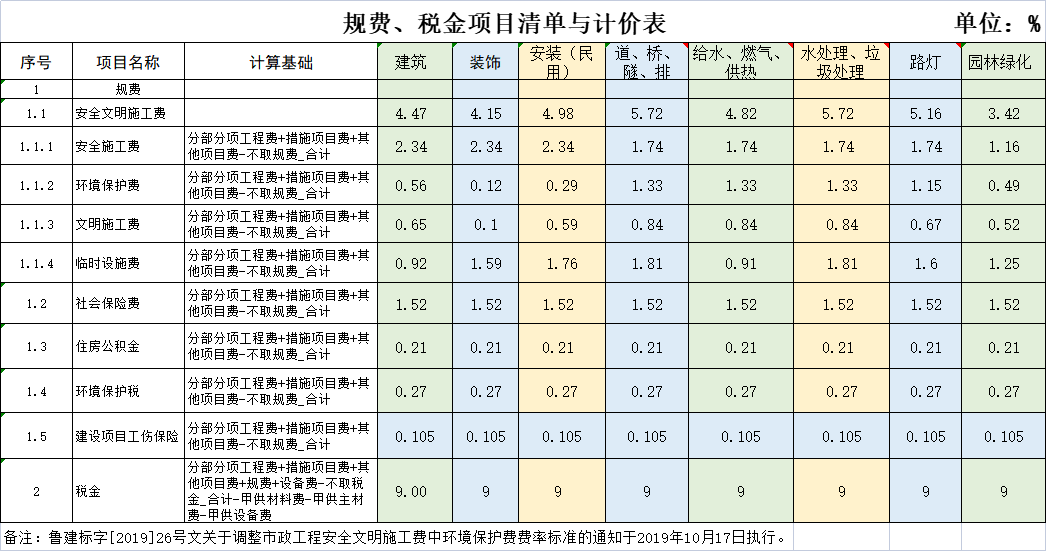 规费、税金项目清单与计价表 单位：%
序号 项目名称 计算基础 建筑 装饰 安装（民用） 道、桥、隧、排 给水、燃气、供热 水处理、垃圾处理 路灯 园林绿化
1 规费
1.1 安全文明施工费 4.47 4.15 4.98 5.72 4.82 5.72 5.16 3.42
1.1.1 安全施工费 分部分项工程费+措施项目费+其他项目费-不取规费_合计 2.34 2.34 2.34 1.74 1.74 1.74 1.74 1.16
1.1.2 环境保护费 分部分项工程费+措施项目费+其他项目费-不取规费_合计 0.56 0.12 0.29 1.33 1.33 1.33 1.15 0.49
1.1.3 文明施工费 分部分项工程费+措施项目费+其他项目费-不取规费_合计 0.65 0.1 0.59 0.84 0.84 0.84 0.67 0.52
1.1.4 临时设施费 分部分项工程费+措施项目费+其他项目费-不取规费_合计 0.92 1.59 1.76 1.81 0.91 1.81 1.6 1.25
1.2 社会保险费 分部分项工程费+措施项目费+其他项目费-不取规费_合计 1.52 1.52 1.52 1.52 1.52 1.52 1.52 1.52
1.3 住房公积金 分部分项工程费+措施项目费+其他项目费-不取规费_合计 0.21 0.21 0.21 0.21 0.21 0.21 0.21 0.21
1.4 环境保护税 分部分项工程费+措施项目费+其他项目费-不取规费_合计 0.27 0.27 0.27 0.27 0.27 0.27 0.27 0.27
1.5 建设项目工伤保险 分部分项工程费+措施项目费+其他项目费-不取规费_合计 0.105 0.105 0.105 0.105 0.105 0.105 0.105 0.105
2 税金 分部分项工程费+措施项目费+其他项目费+规费+设备费-不取税金_合计-甲供材料费-甲供主材费-甲供设备费 9.00 9 9 9 9 9 9 9
备注：鲁建标字[2019]26号文关于调整市政工程安全文明施工费中环境保护费费率标准的通知于2019年10月17日执行。